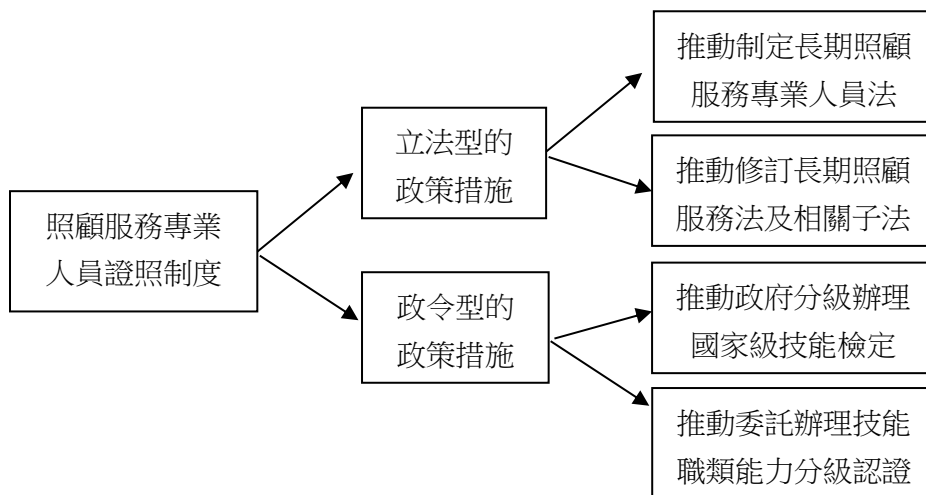 照顧服務專業
人員證照制度
立法型的
政策措施
推動制定長期照顧
服務專業人員法
推動修訂長期照顧
服務法及相關子法
政令型的
政策措施
推動政府分級辦理
國家級技能檢定
推動委託辦理技能
職類能力分級認證